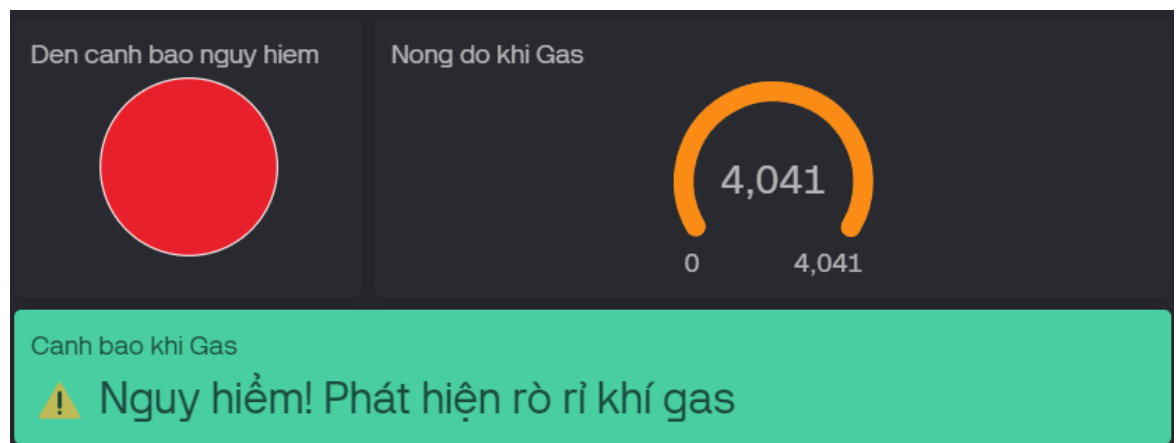 Den canh bao nguy hiem
Nong do khi Gas
4,041
0
4,041
Canh bao khi Gas
⚠ Nguy hiểm! Phát hiện rò rỉ khí gas